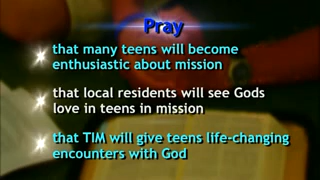 Pray
that many teens will become
enthusiastic about mission
that local residents will see Gods
love in teens in mission
that TIM will give teens life-changing
encounters with God